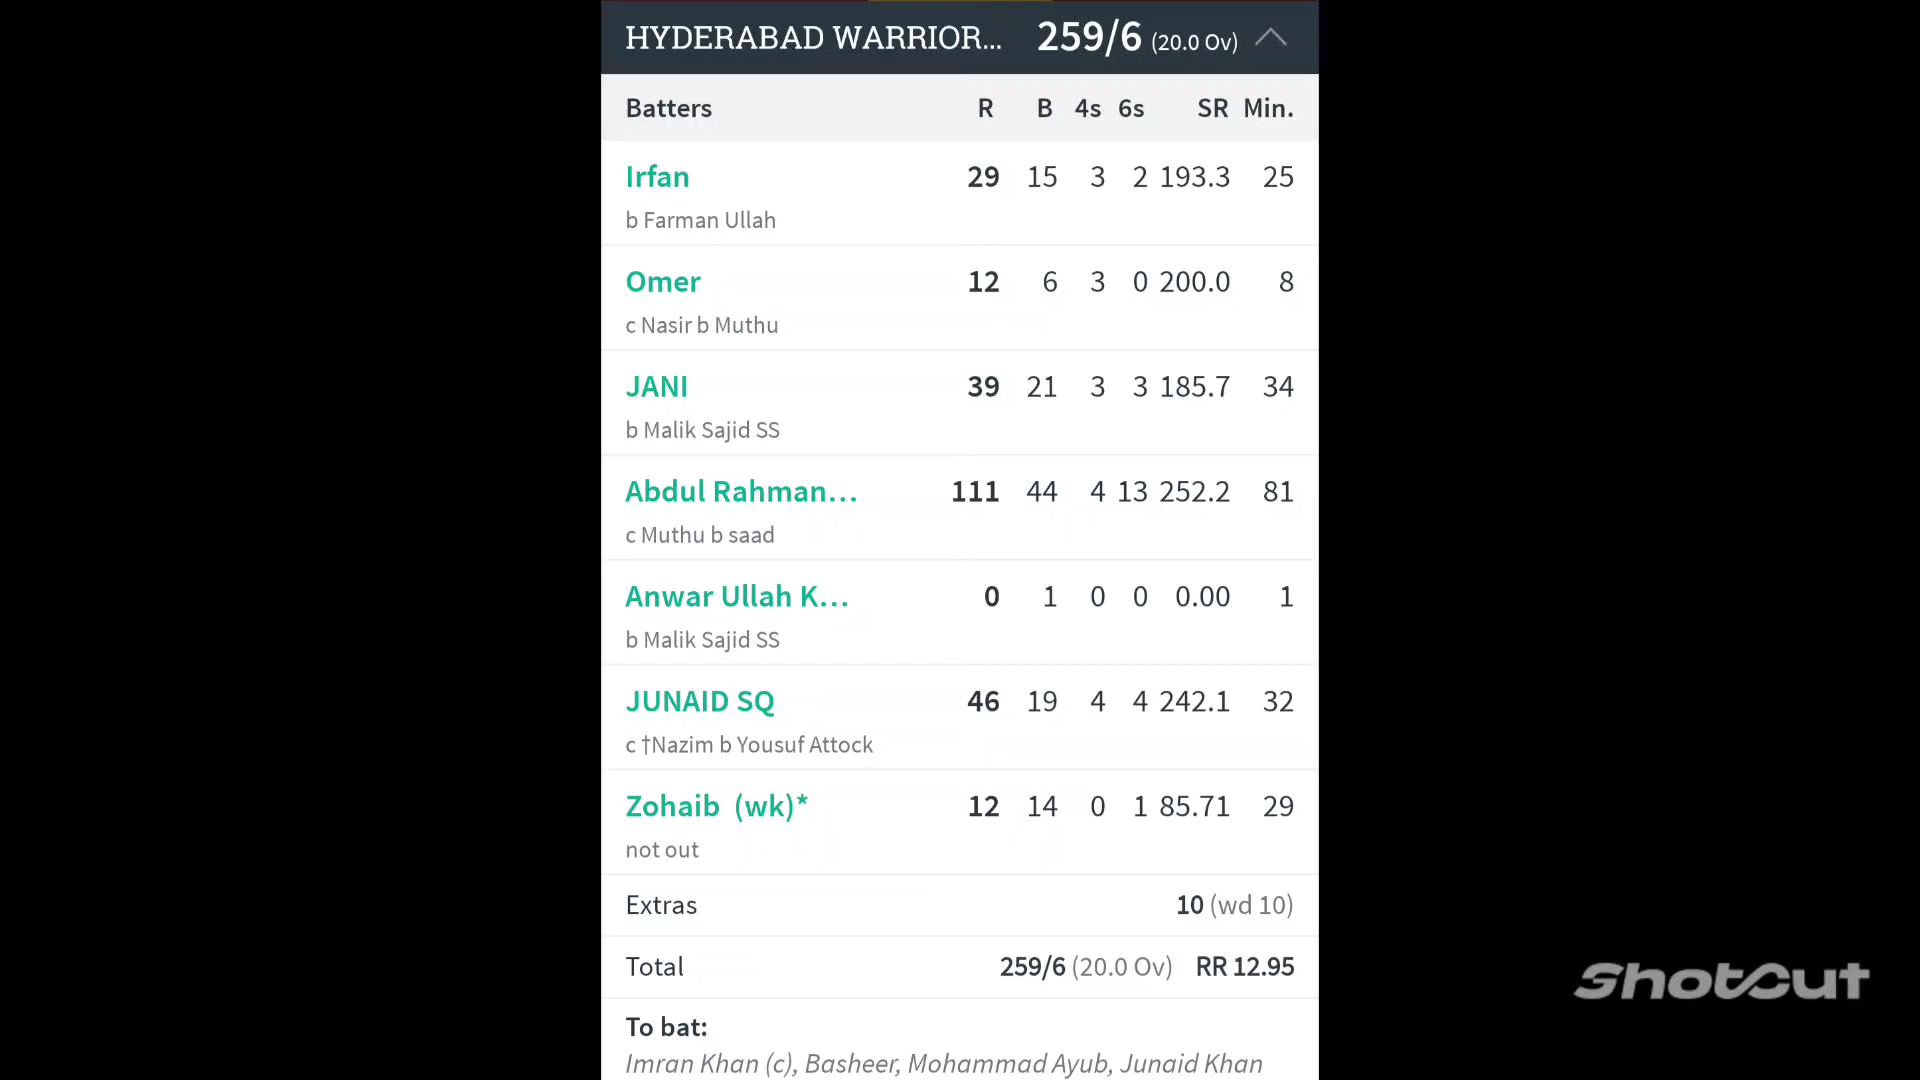 HYDERABAD WARRIOR... 259/6 (20.0 Ov)
Batters R B 4s 6s SR Min.
Irfan 29 15 3 2 193.3 25
b Farman Ullah
Omer 12 6 3 0 200.0 8
c Nasir b Muthu
JANI 39 21 3 3 185.7 34
b Malik Sajid SS
Abdul Rahman... 111 44 4 13 252.2 81
c Muthu b saad
Anwar Ullah K... 0 1 0 0 0.00 1
b Malik Sajid SS
JUNAID SQ 46 19 4 4 242.1 32
c †Nazim b Yousuf Attock
Zohaib (wk)* 12 14 0 1 85.71 29
not out
Extras 10 (wd 10)
Total 259/6 (20.0 Ov) RR 12.95
To bat:
Imran Khan (c), Basheer, Mohammad Ayub, Junaid Khan
ShotCut